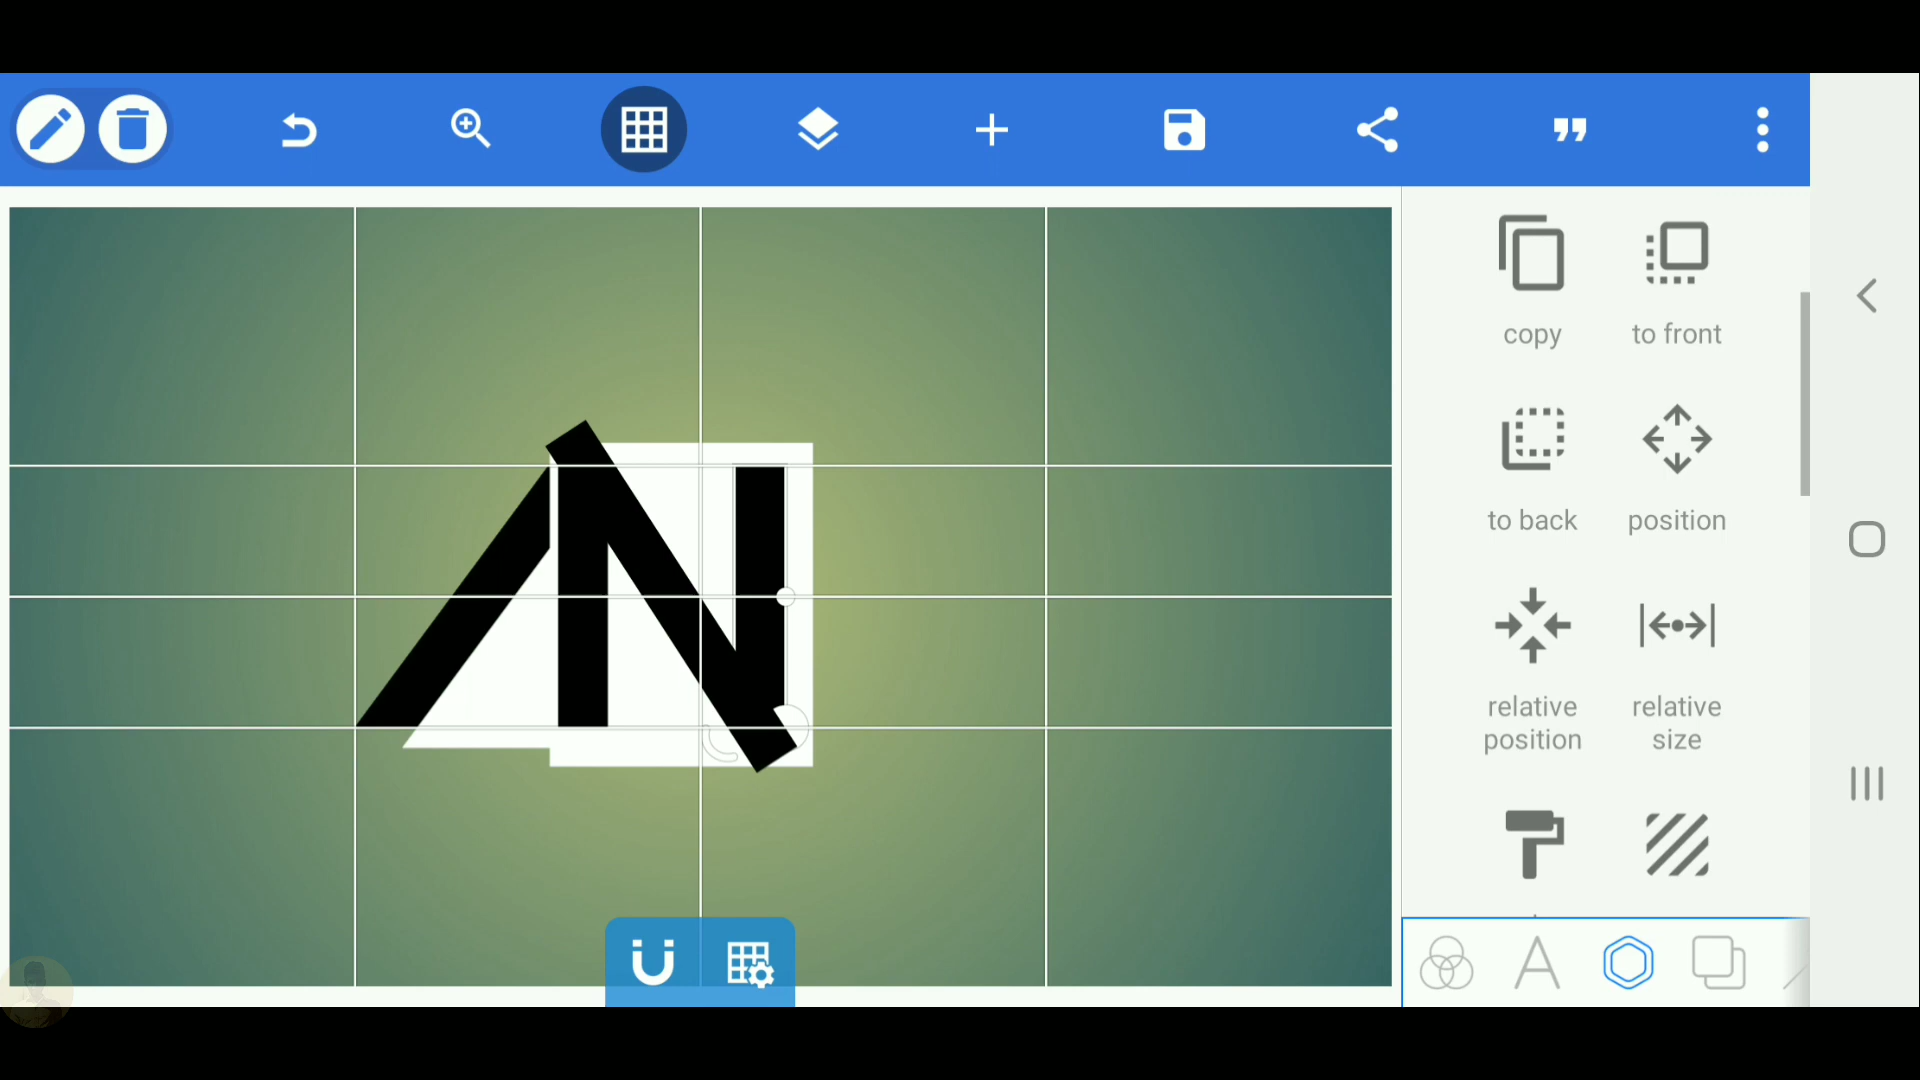 copy
to front
to back
position
relative
position
relative
size